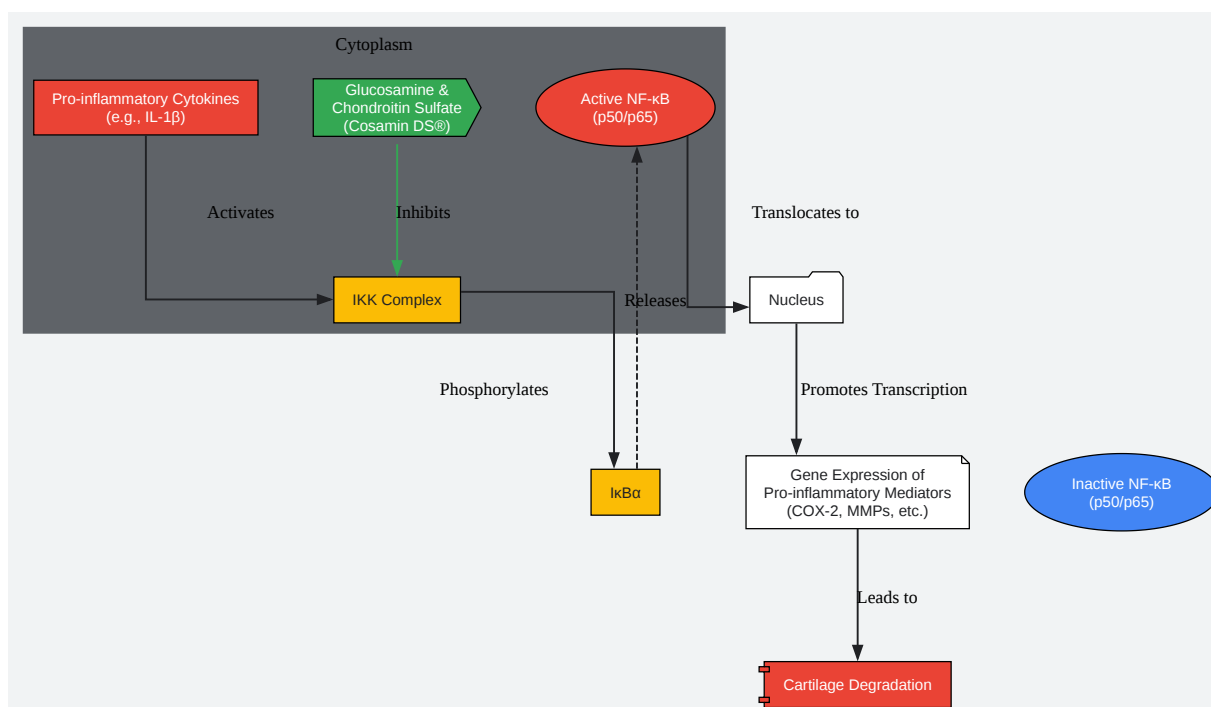 Cytoplasm
Pro-inflammatory Cytokines
(e.g., IL-1β)
Glucosamine &
Chondroitin Sulfate
(Cosamin DS®)
Active NF-κB
(p50/p65)
Activates
Inhibits
Translocates to
IKK Complex
Releases
Nucleus
Phosphorylates
Promotes Transcription
IκBα
Gene Expression of
Pro-inflammatory Mediators
(COX-2, MMPs, etc.)
Inactive NF-κB
(p50/p65)
Leads to
Cartilage Degradation